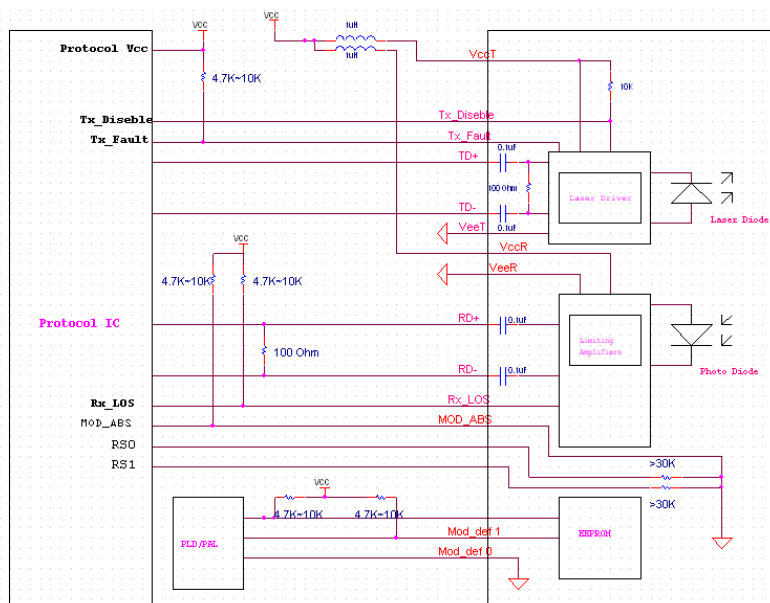 Vcc
Vcc
1uH
Protocol Vcc
1uH
VccT
4.7K~10K
10K
Tx_Diseble
Tx_Diseble
Tx_Fault
Tx_Fault
TD+
0.1uf
100 Ohm
Laser Driver
TD-
Laser Diode
VeeT
0.1uf
Vcc
VccR
VeeR
4.7K~10K
4.7K~10K
Protocol IC
RD+
0.1uf
Limiting
Amplifiers
100 Ohm
RD-
0.1uf
Photo Diode
Rx_LOS
Rx_LOS
MOD_ABS
MOD_ABS
RS0
RS1
>30K
Vcc
>30K
4.7K~10K
4.7K~10K
Mod_def 1
EEPROM
PLD/PAL
Mod_def 0